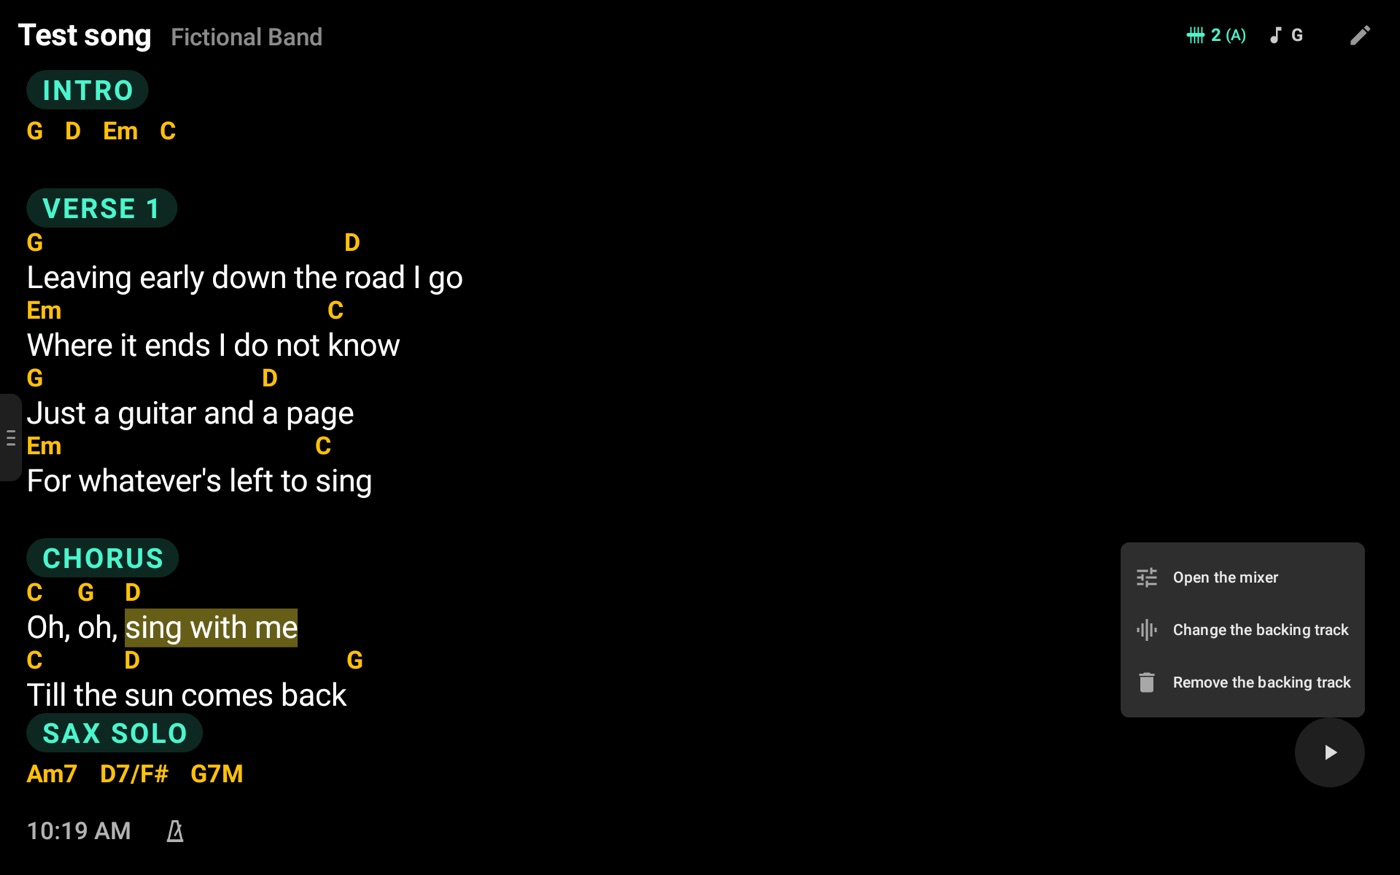 Test song Fictional Band 2 (A) G
INTRO
G D Em C
VERSE 1
G D
Leaving early down the road I go
Em C
Where it ends I do not know
G D
Just a guitar and a page
Em C
For whatever's left to sing
CHORUS
C G D
Oh, oh, sing with me
C D G
Till the sun comes back
SAX SOLO
Am7 D7/F# G7M
Open the mixer
Change the backing track
Remove the backing track
10:19 AM